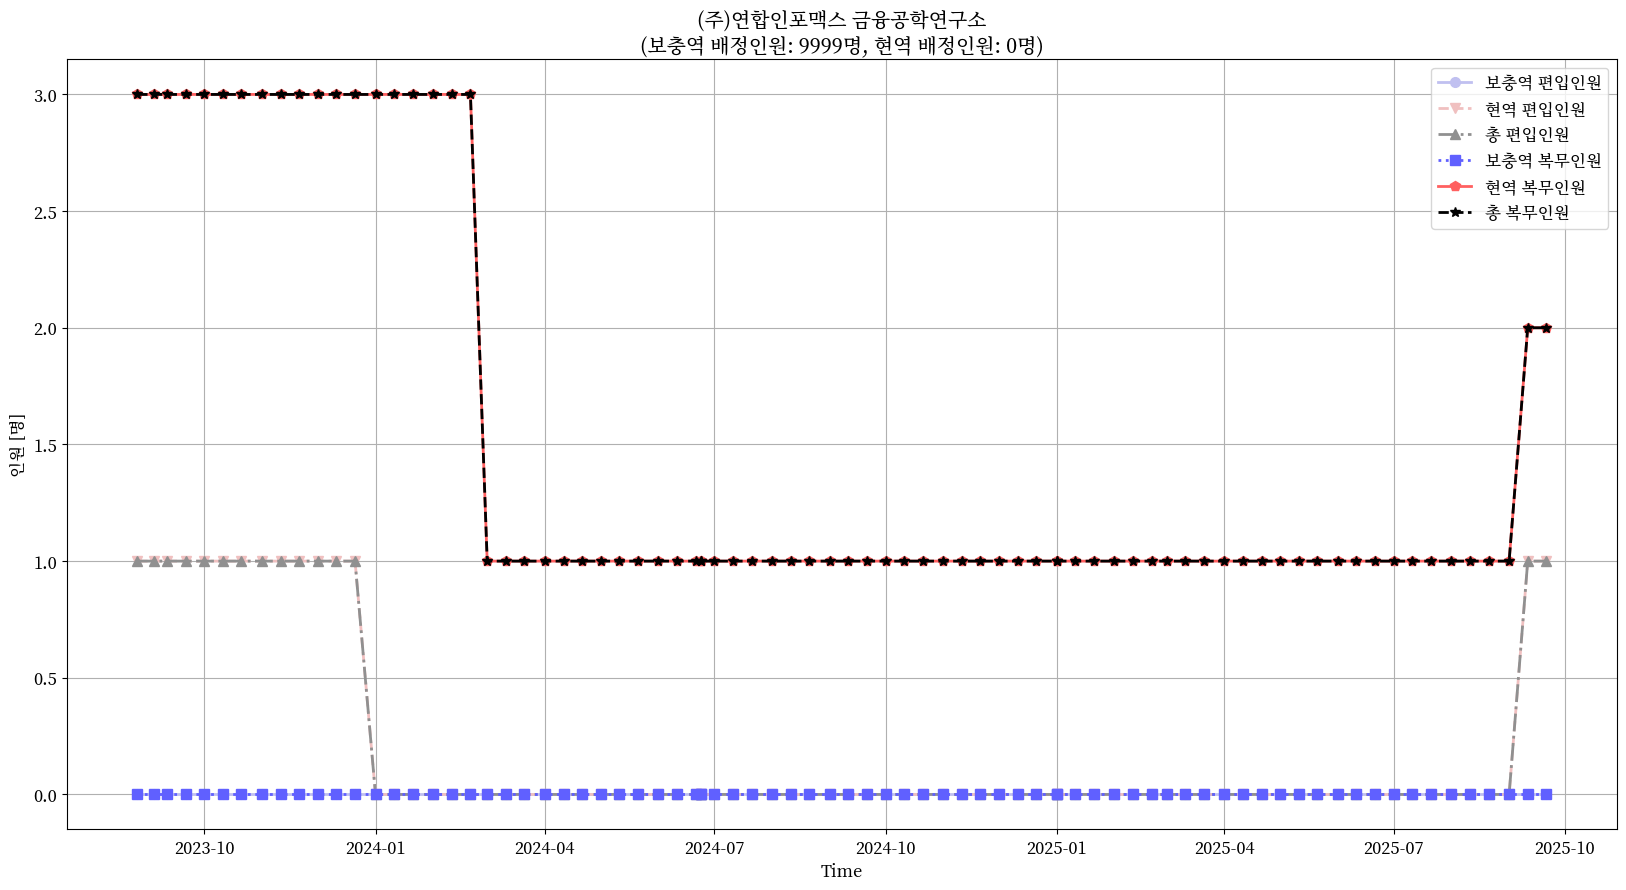 (주)연합인포맥스 금융공학연구소
(보충역 배정인원: 9999명, 현역 배정인원: 0명)
보충역 편입인원
현역 편입인원
총 편입인원
보충역 복무인원
현역 복무인원
총 복무인원
인원 [명]
3.0
2.5
2.0
1.5
1.0
0.5
0.0
2023-10
2024-01
2024-04
2024-07
2024-10
2025-01
2025-04
2025-07
2025-10
Time